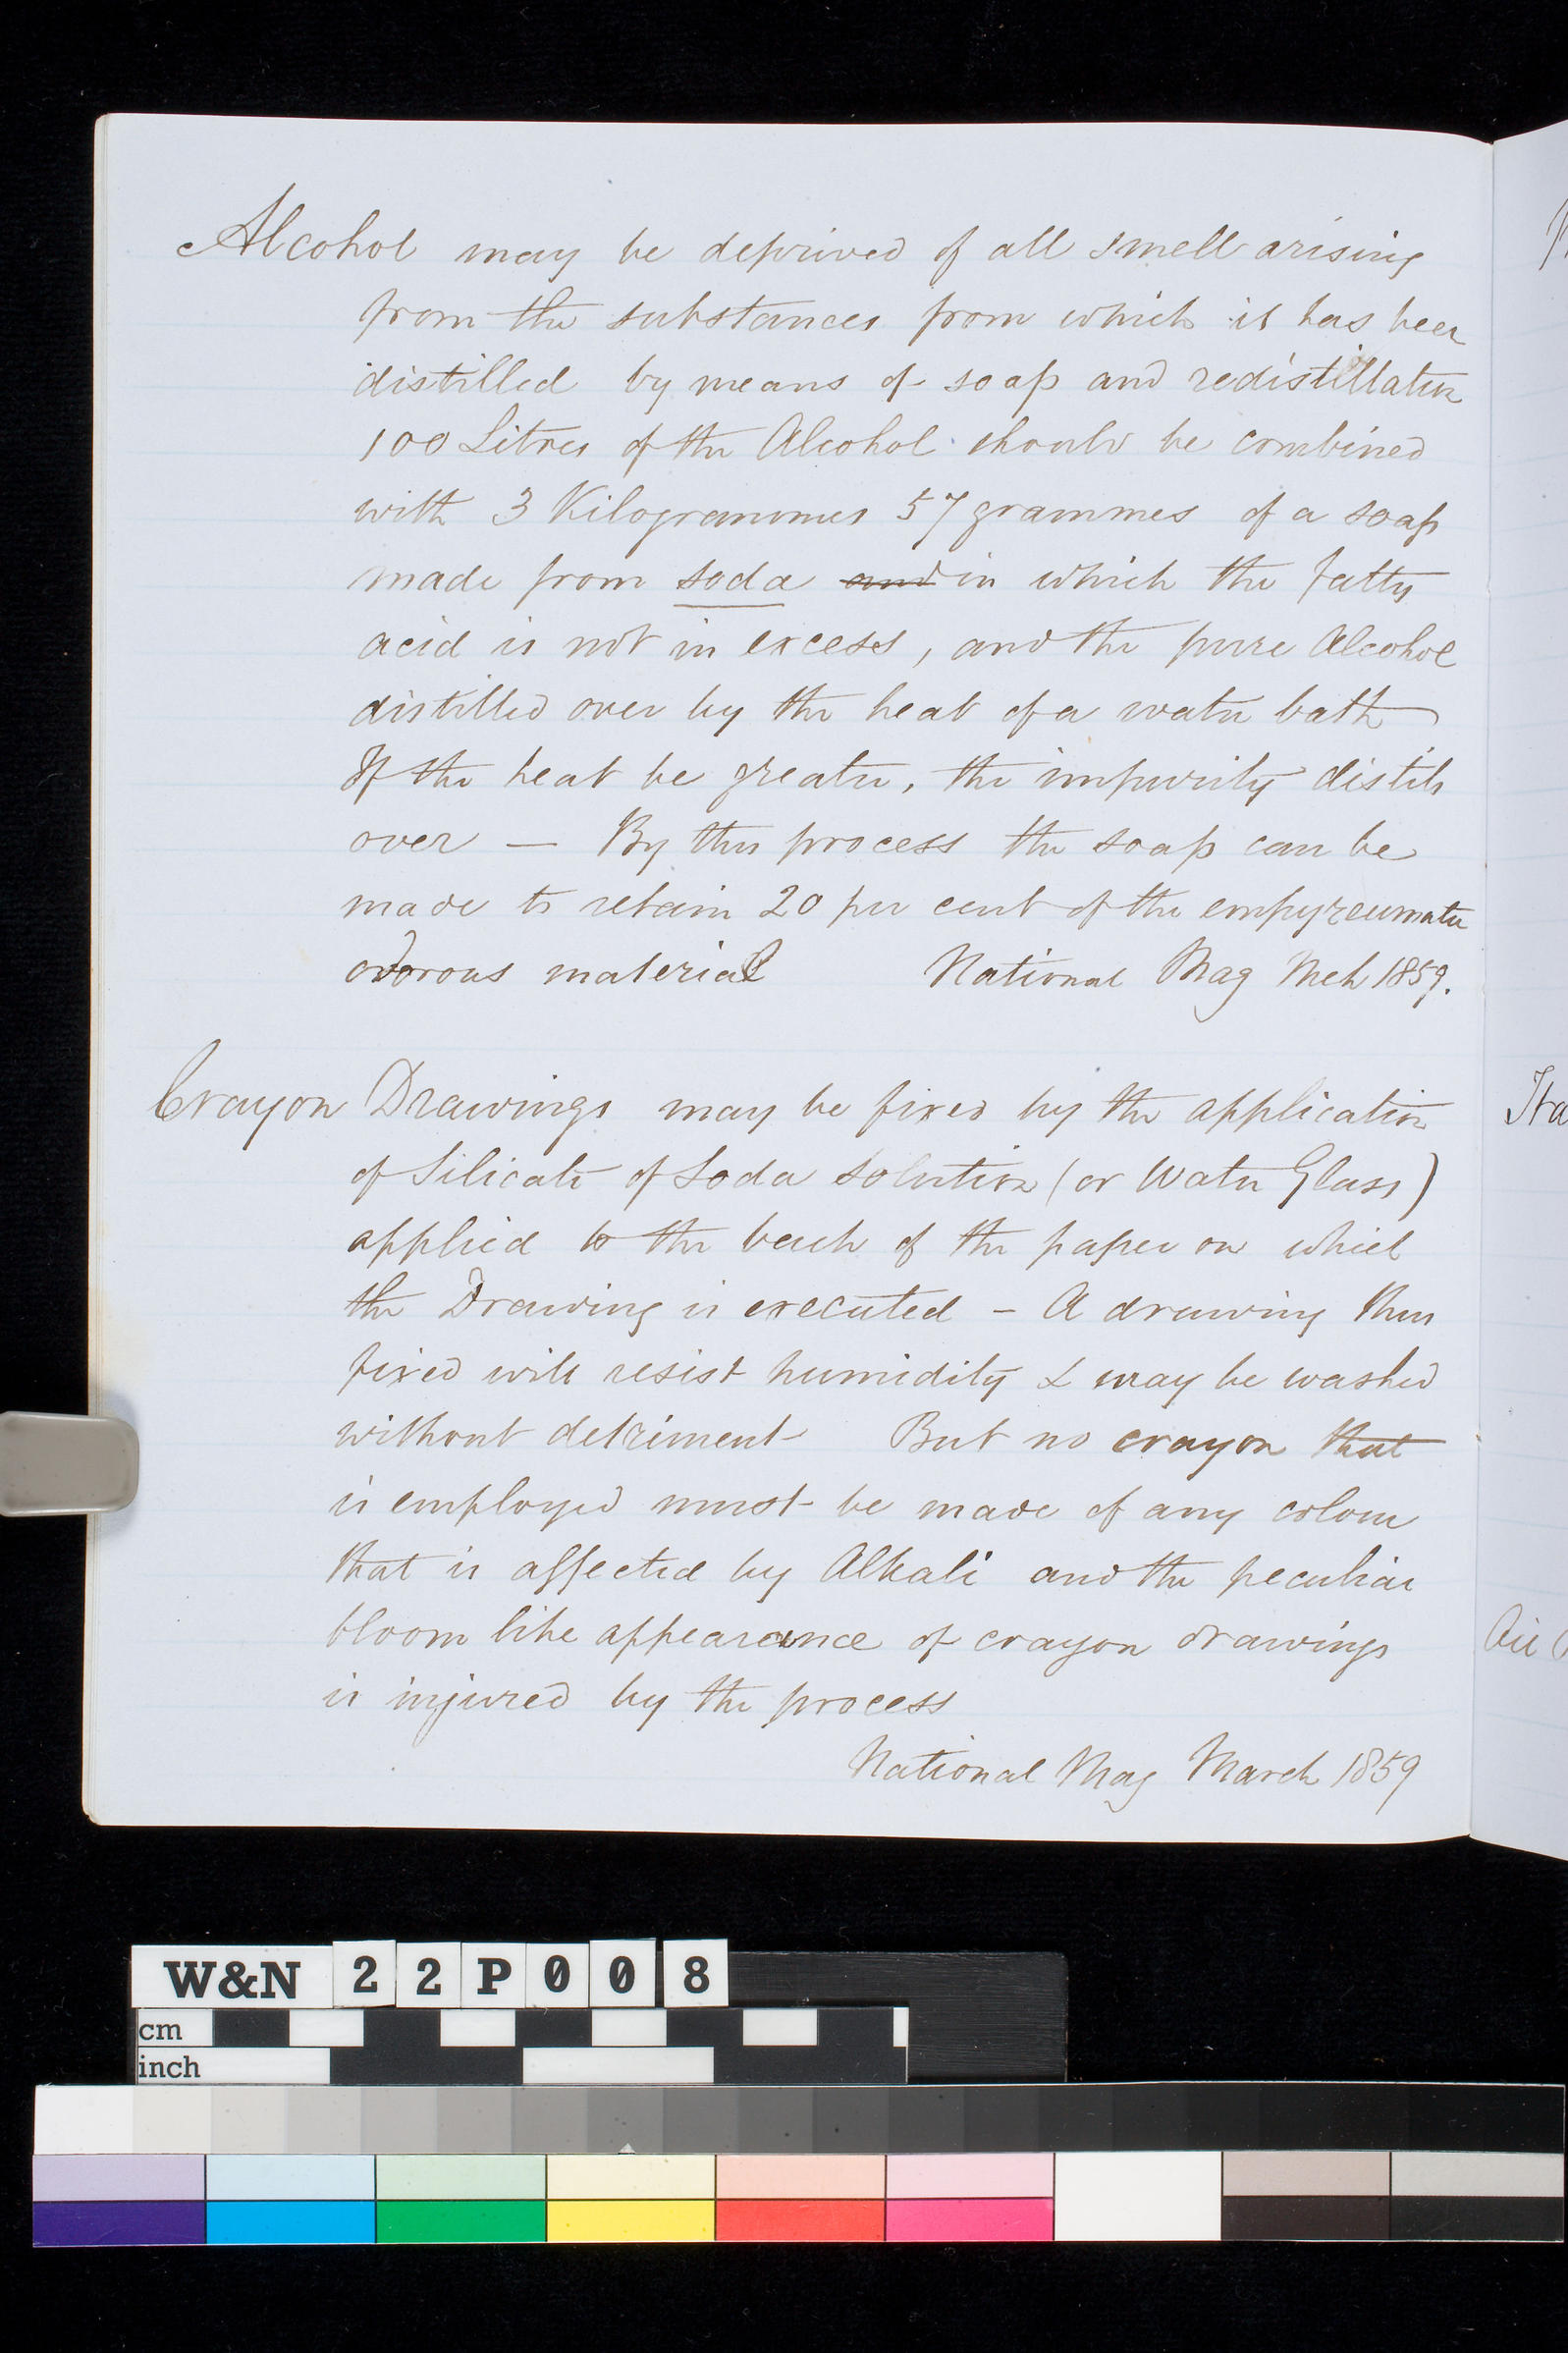 Alcohol may be deprived of all smell arising
from the substances from which it has been
distilled by means of soap and redistillation
100 Litres of the Alcohol should be combined
with 3 Kilogrammes 57 grammes of a soap
made from soda and in which the fatty
acid is not in excess, and the pure Alcohol
distilled over by the heat of a water bath
If the heat be greater, the impurity distils
over — By this process the soap can be
made to retain 20 per cent of the empyreumatic
odorous material National Mag Mch 1859.
Crayon Drawings may be fixed by the application
of Silicate of Soda solution (or Water Glass)
applied to the back of the paper on which
the Drawing is executed - A drawing thus
fixed will resist humidity & may be washed
without detriment But no crayon that
is employed must be made of any colour
that is affected by Alkali and the peculiar
bloom like appearance of crayon drawings
is injured by the process
National Mag March 1859
Air
W&N 22P008
cm
inch